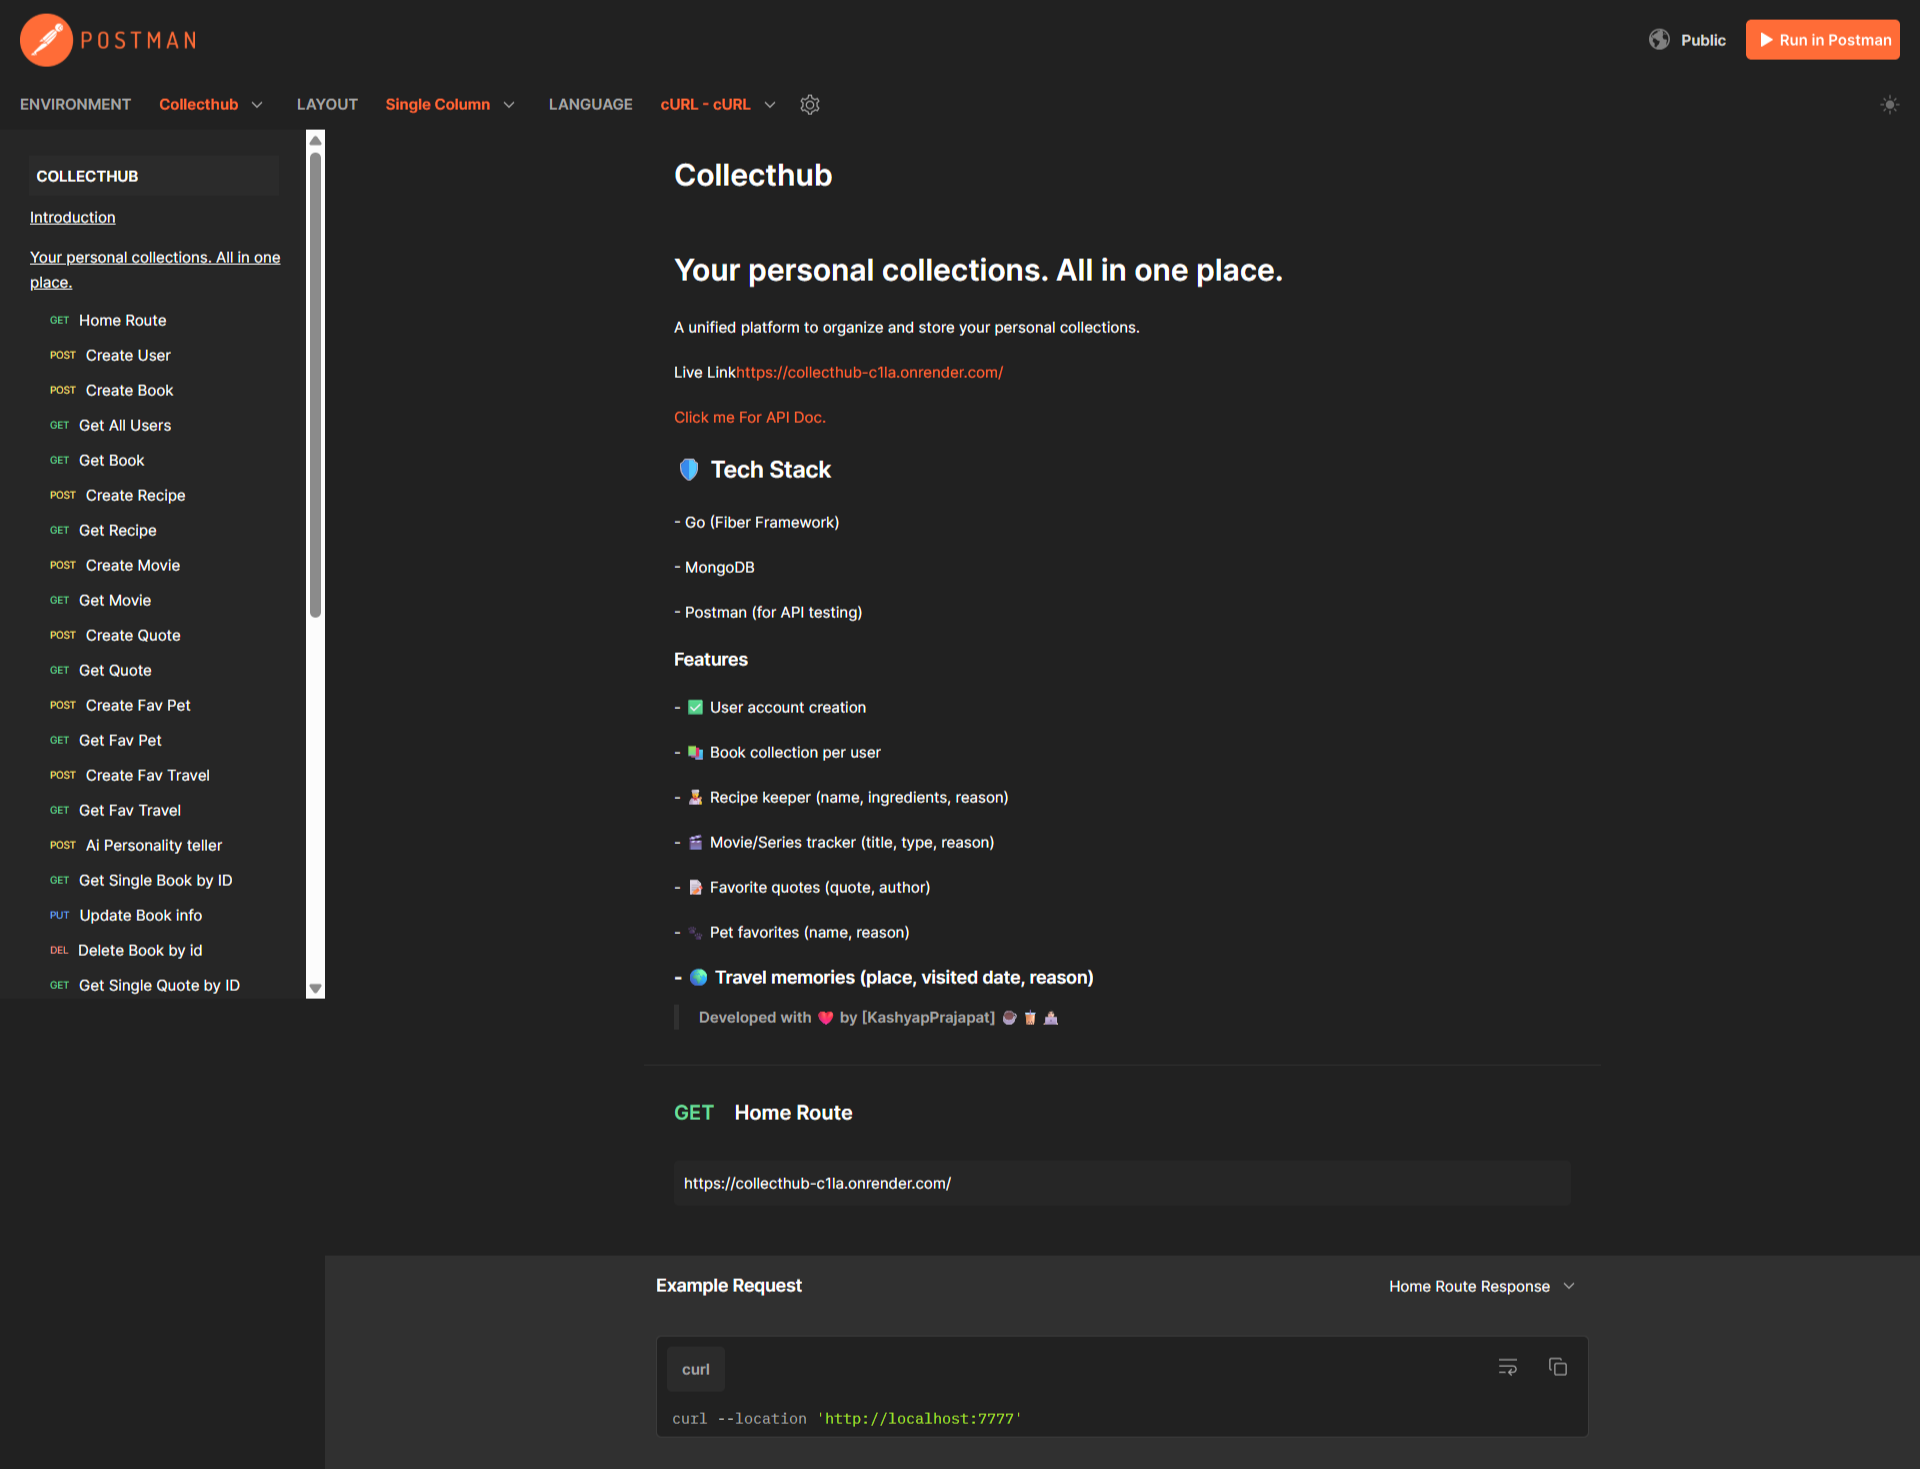 POSTMAN
Public
Run in Postman
ENVIRONMENT Collecthub LAYOUT Single Column LANGUAGE cURL - cURL
COLLECTHUB
Introduction
Your personal collections. All in one
place.
GET Home Route
POST Create User
POST Create Book
GET Get All Users
GET Get Book
POST Create Recipe
GET Get Recipe
POST Create Movie
GET Get Movie
POST Create Quote
GET Get Quote
POST Create Fav Pet
GET Get Fav Pet
POST Create Fav Travel
GET Get Fav Travel
POST Ai Personality teller
GET Get Single Book by ID
PUT Update Book info
DEL Delete Book by id
GET Get Single Quote by ID
Collecthub
Your personal collections. All in one place.
A unified platform to organize and store your personal collections.
Live Linkhttps://collecthub-c1la.onrender.com/
Click me For API Doc.
🛡️ Tech Stack
- Go (Fiber Framework)
- MongoDB
- Postman (for API testing)
Features
- ✅ User account creation
- 📚 Book collection per user
- 🧑‍🍳 Recipe keeper (name, ingredients, reason)
- 🎬 Movie/Series tracker (title, type, reason)
- 📝 Favorite quotes (quote, author)
- 🐾 Pet favorites (name, reason)
- 🌍 Travel memories (place, visited date, reason)
Developed with ❤️ by [KashyapPrajapat] ☕ 🧋 🧑‍💻
GET Home Route
https://collecthub-c1la.onrender.com/
Example Request
Home Route Response
curl
curl --location 'http://localhost:7777'